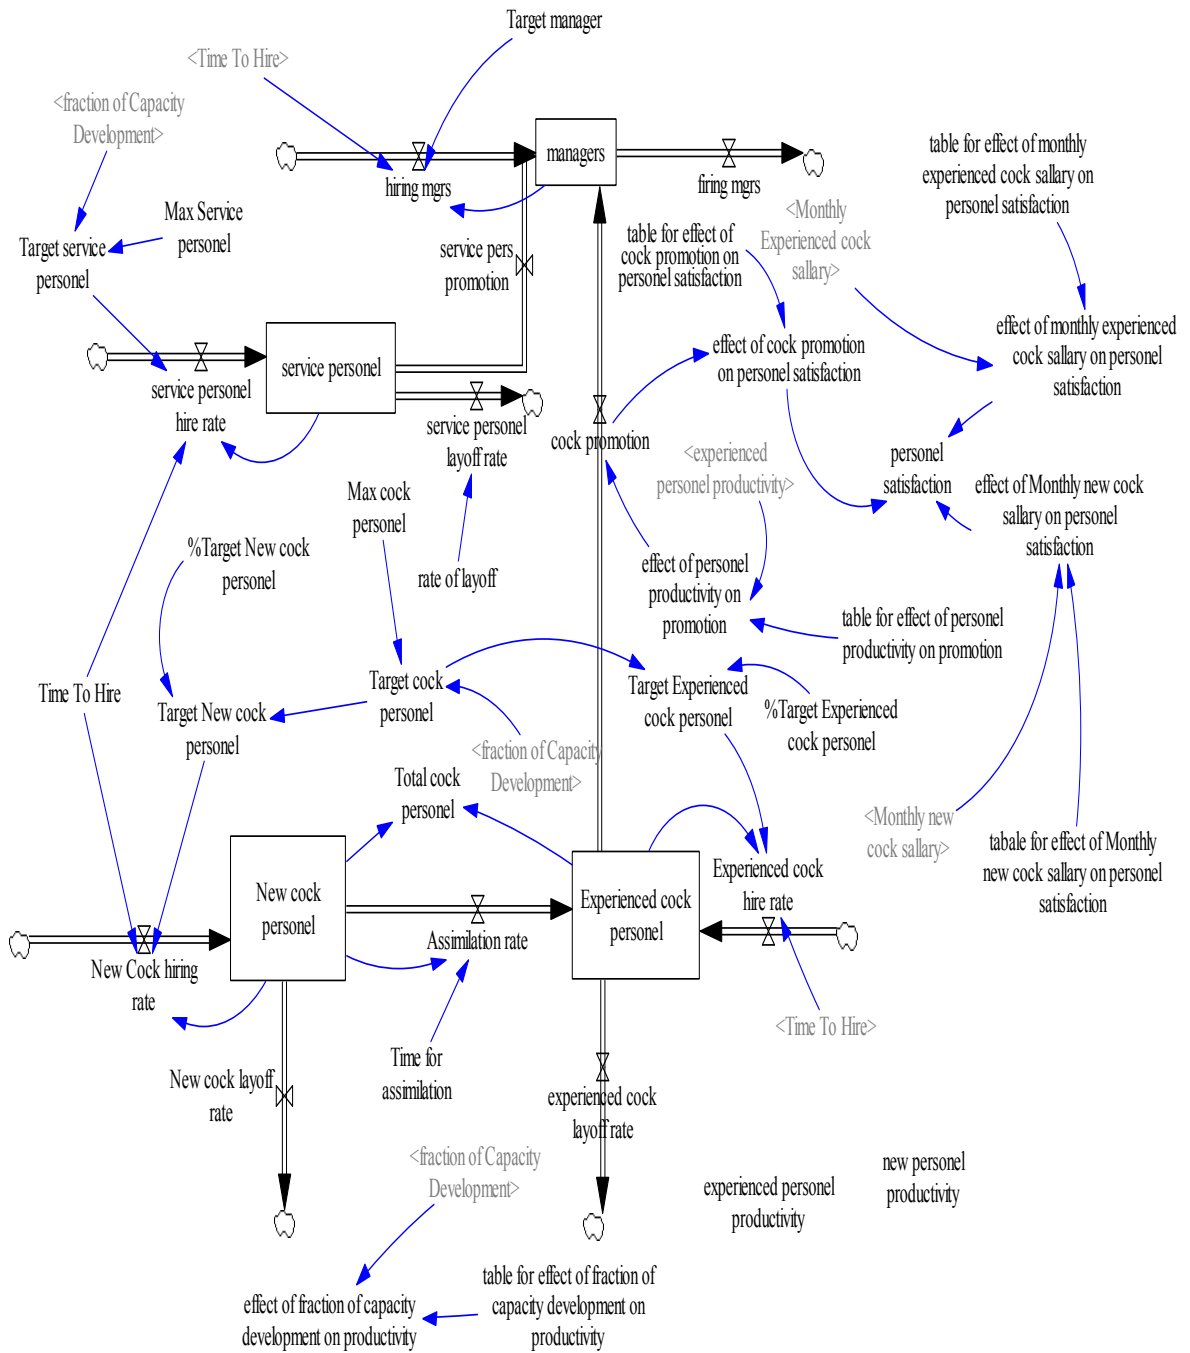 Target manager
<Time To Hire>
<fraction of Capacity
Development>
managers
hiring mgrs
firing mgrs
table for effect of monthly
experienced cock sallary on
personel satisfaction
Max Service
personel
Target service
personel
service pers
promotion
table for effect of
cock promotion on
personel satisfaction
<Monthly
Experienced cock
sallary>
effect of monthly experienced
cock sallary on personel
satisfaction
service personel
effect of cock promotion
on personel satisfaction
service personel
hire rate
service personel
layoff rate
cock promotion
<experienced
personel productivity>
personel
satisfaction
effect of Monthly new cock
sallary on personel
satisfaction
Max cock
personel
%Target New cock
personel
rate of layoff
effect of personel
productivity on
promotion
table for effect of personel
productivity on promotion
Time To Hire
Target New cock
personel
Target cock
personel
Target Experienced
cock personel
%Target Experienced
cock personel
<fraction of Capacity
Development>
Total cock
personel
<Monthly new
cock sallary>
tabale for effect of Monthly
new cock sallary on personel
satisfaction
New cock
personel
Experienced cock
personel
Experienced cock
hire rate
Assimilation rate
New Cock hiring
rate
<Time To Hire>
Time for
assimilation
New cock layoff
rate
experienced cock
layoff rate
<fraction of Capacity
Development>
experienced personel
productivity
new personel
productivity
effect of fraction of capacity
development on productivity
table for effect of fraction of
capacity development on
productivity